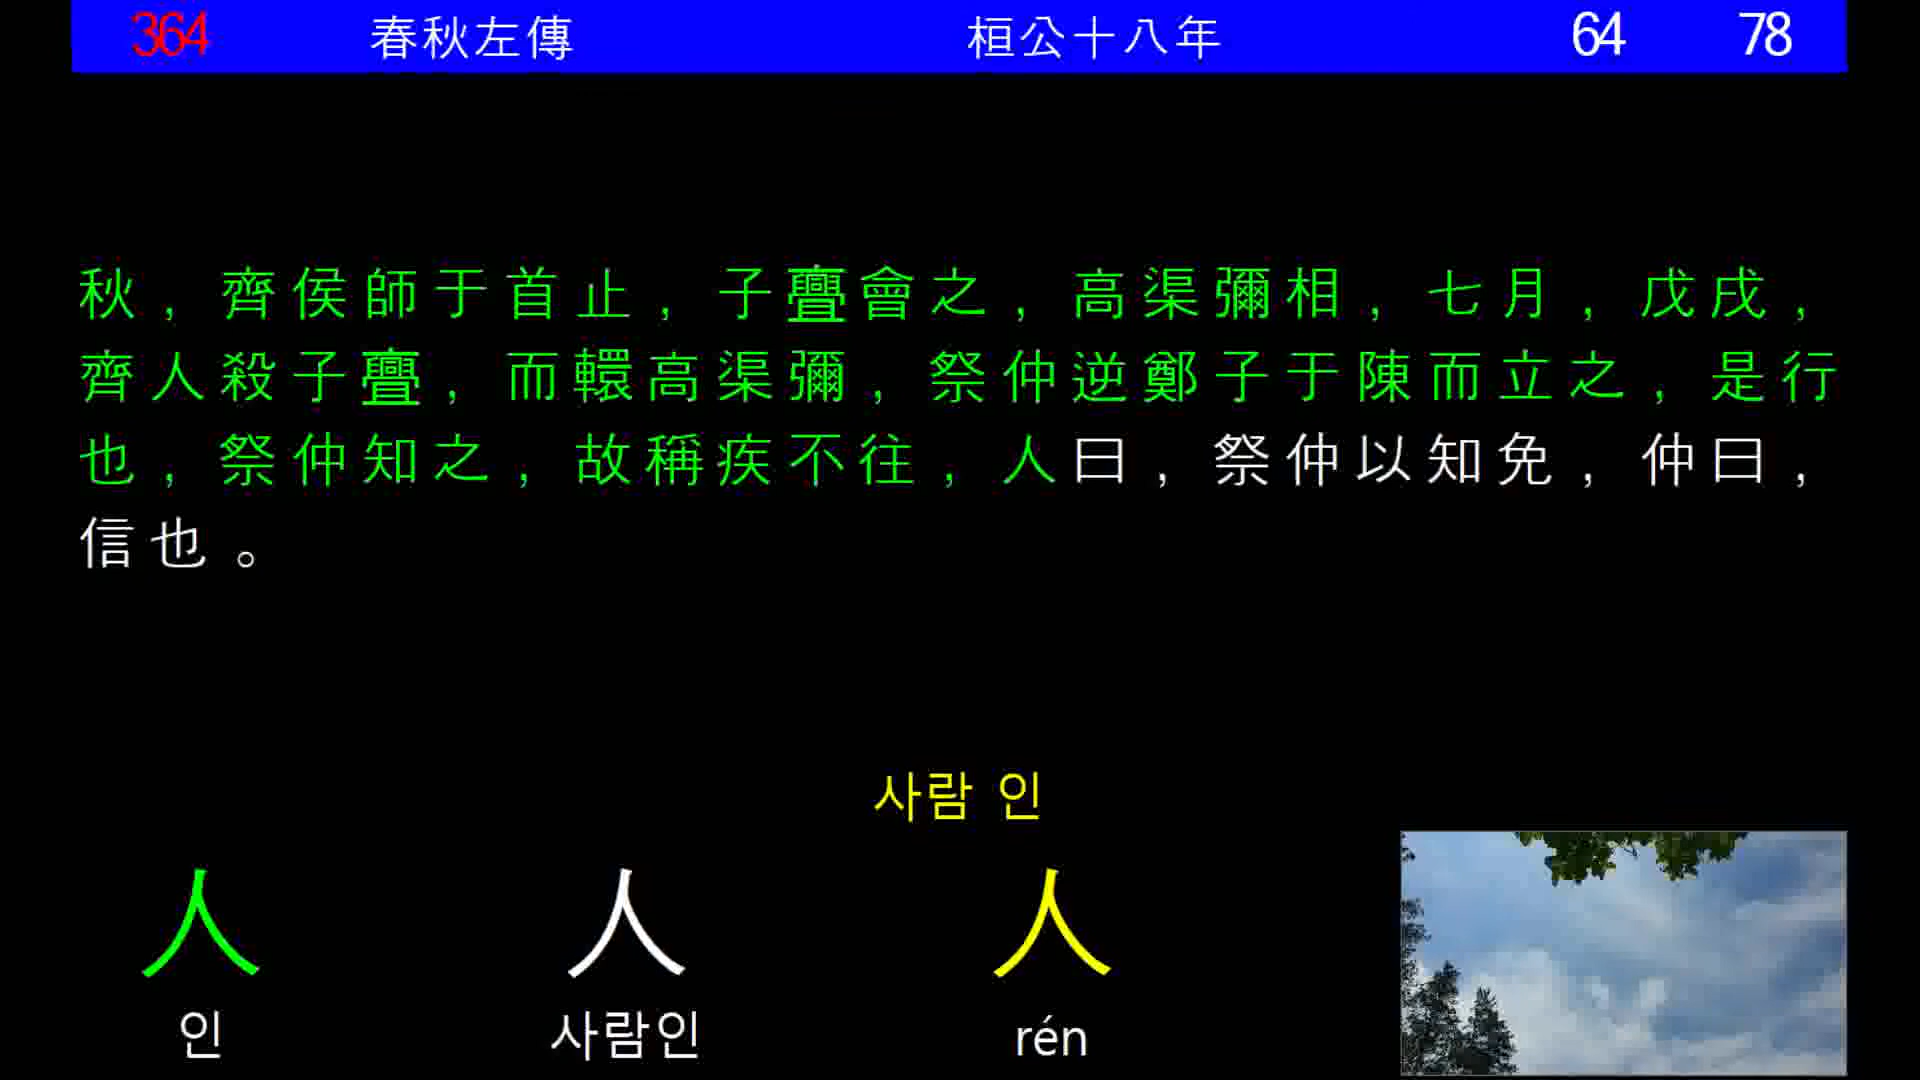 364 春秋左傳 桓公十八年 64 78
秋，齊侯師于首止，子亹會之，高渠彌相，七月，戊戌，
齊人殺子亹，而轘高渠彌，祭仲逆鄭子于陳而立之，是行
也，祭仲知之，故稱疾不往，人曰，祭仲以知免，仲曰，
信也。
사람 인
人 人 人
인 사람인 rén